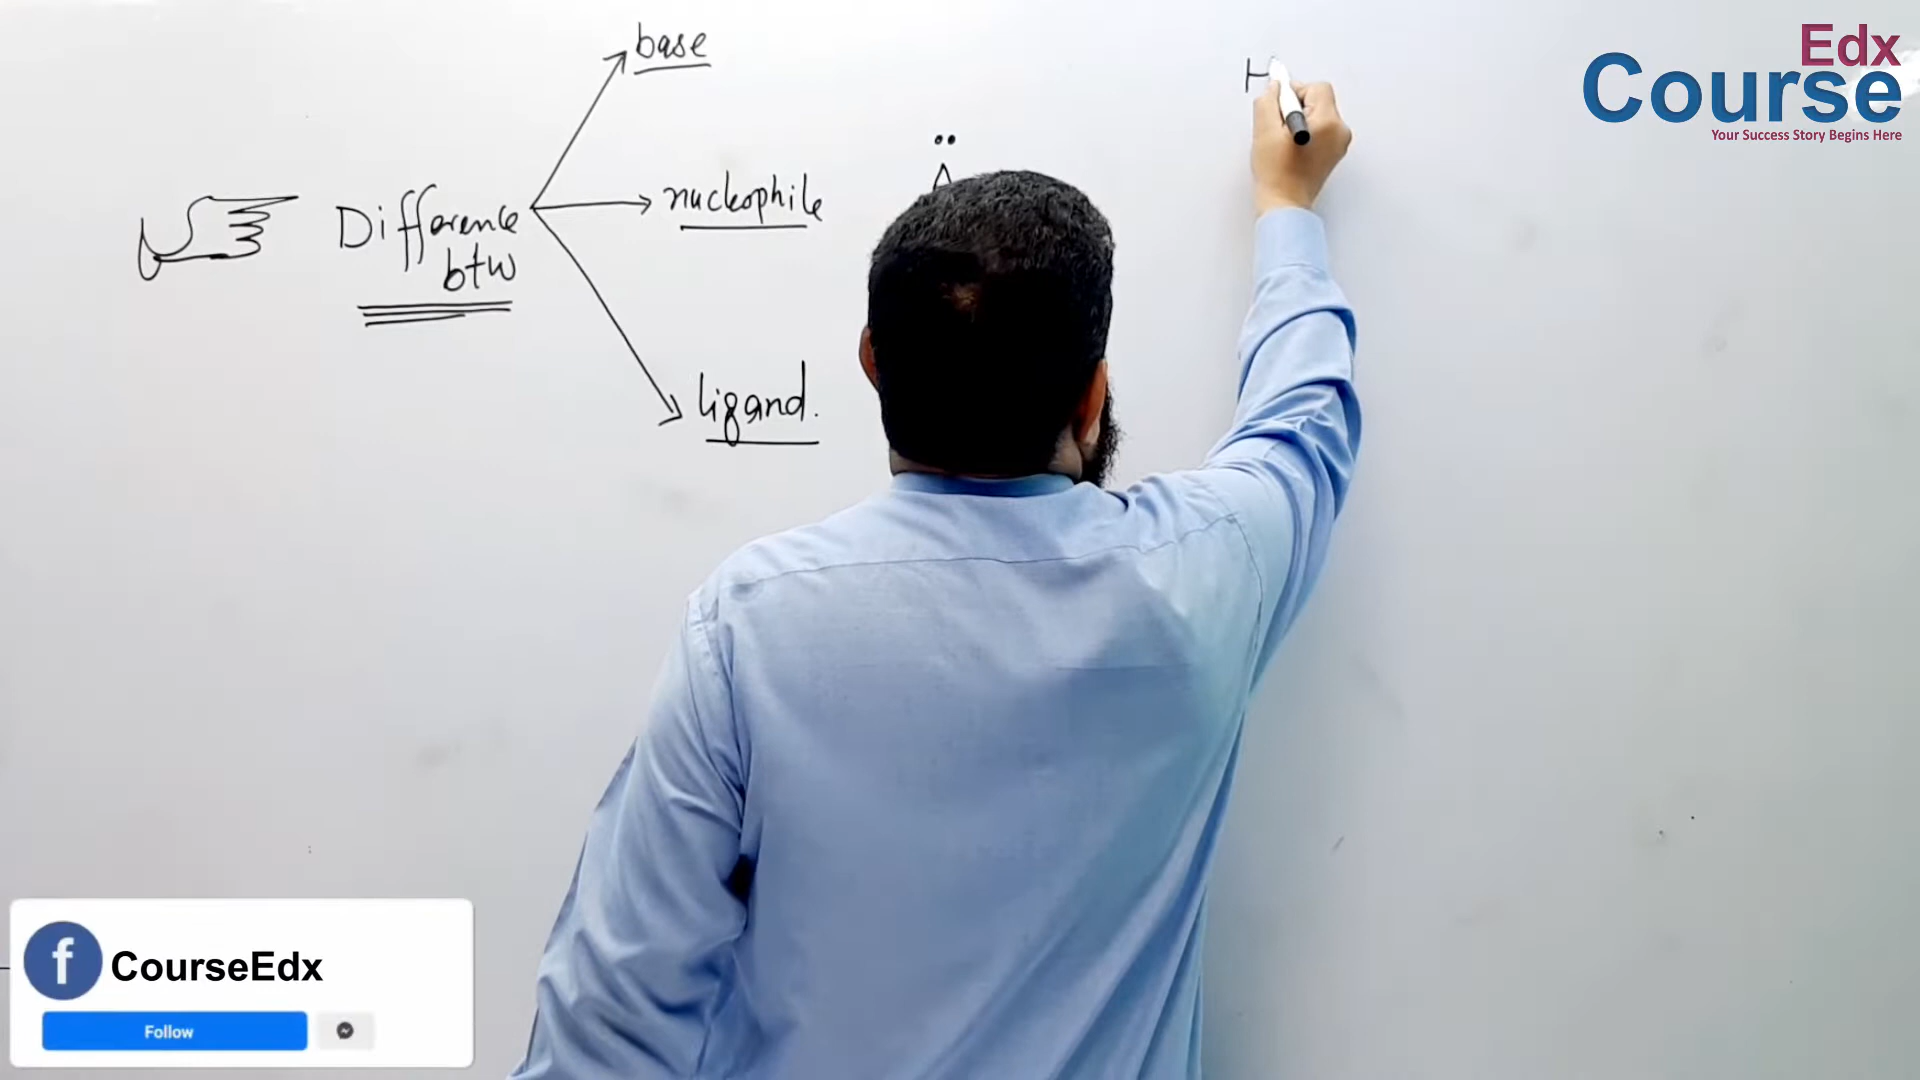 base
nucleophile
Difference
btw
ligand.
A
H
Edx
Course
Your Success Story Begins Here
f CourseEdx
Follow